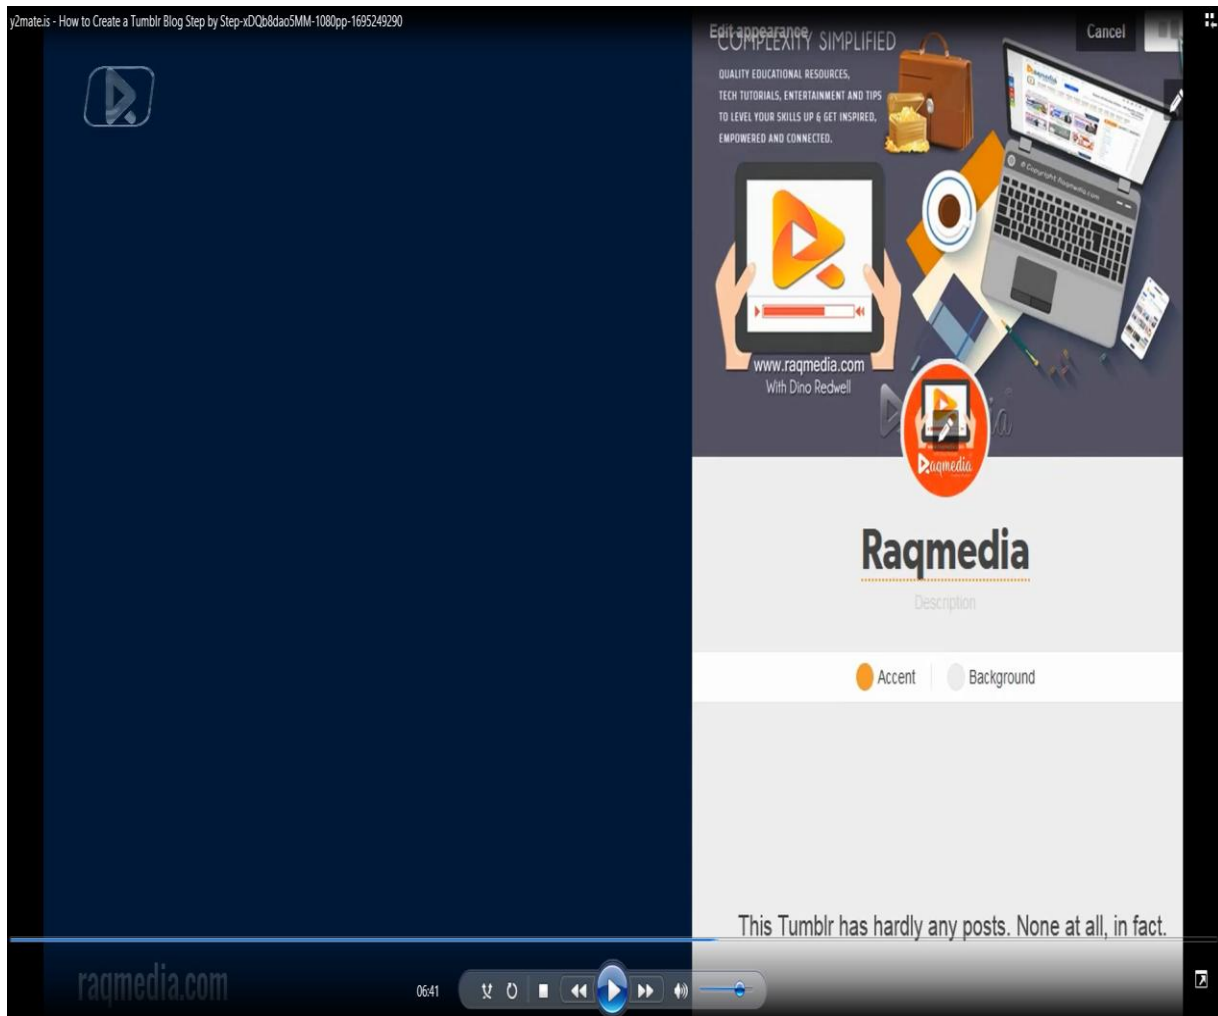 y2mate.is - How to Create a Tumblr Blog Step by Step-xDQb8dao5MM-1080pp-1695249290
Edit appearance
Cancel
COMPLEXITY SIMPLIFIED
QUALITY EDUCATIONAL RESOURCES,
TECH TUTORIALS, ENTERTAINMENT AND TIPS
TO LEVEL YOUR SKILLS UP & GET INSPIRED,
EMPOWERED AND CONNECTED.
© Copyright Raqmedia.com
www.raqmedia.com
With Dino Redwell
Raqmedia
Raqmedia
Description
Accent
Background
This Tumblr has hardly any posts. None at all, in fact.
raqmedia.com
06:41